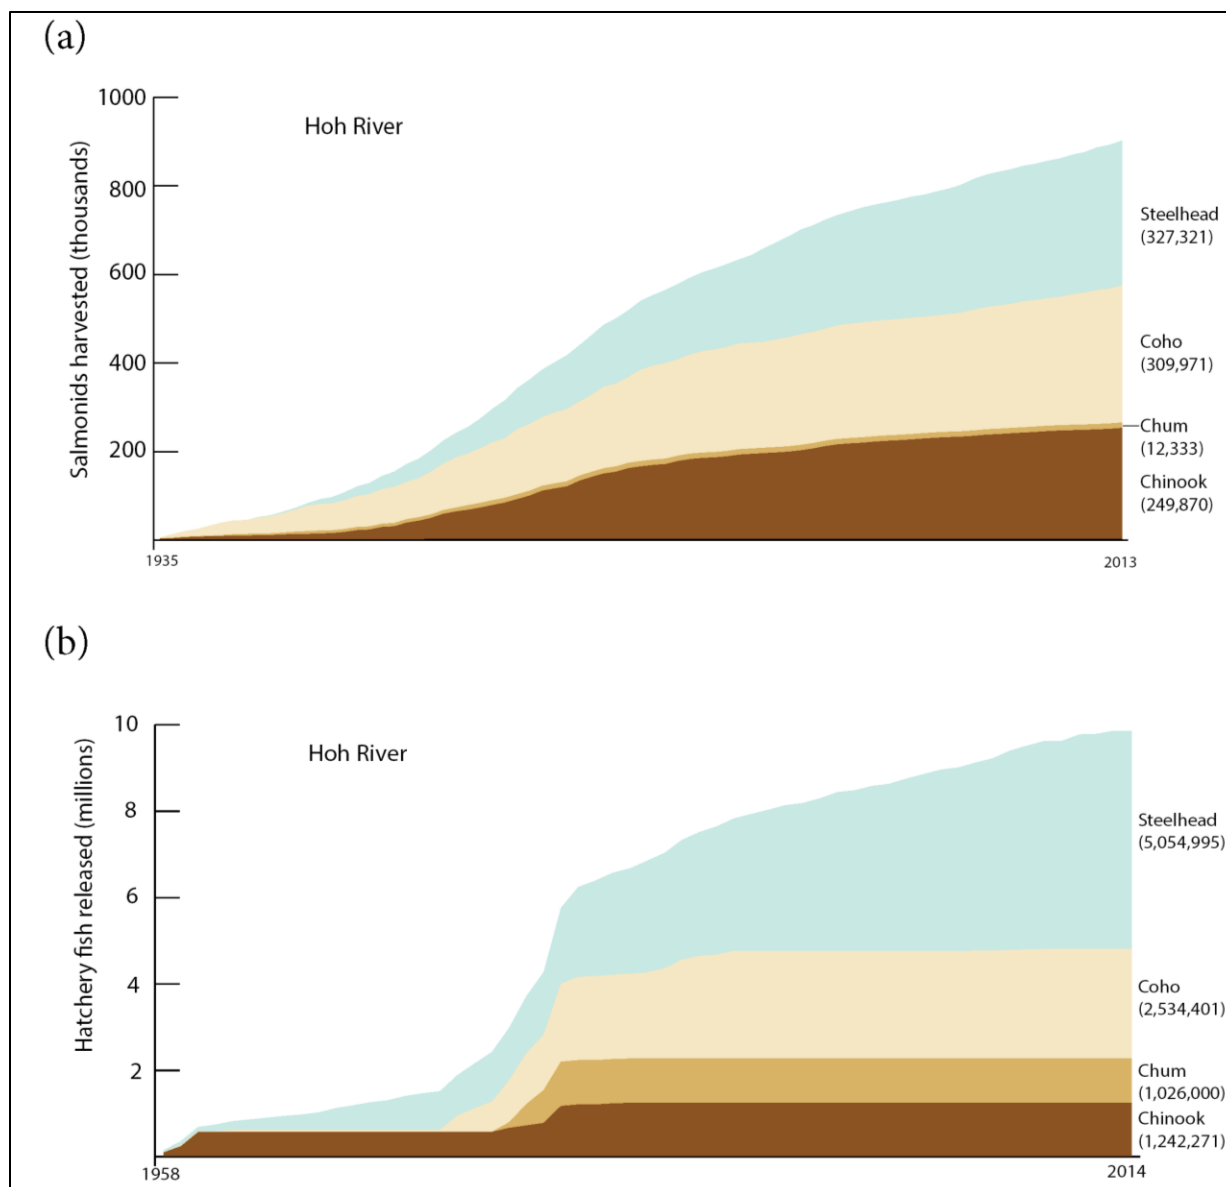 (a)
1000
800
600
400
200
Salmonids harvested (thousands)
Hoh River
Steelhead
(327,321)
Coho
(309,971)
Chum
(12,333)
Chinook
(249,870)
1935
2013
(b)
10
8
6
4
2
Hatchery fish released (millions)
Hoh River
Steelhead
(5,054,995)
Coho
(2,534,401)
Chum
(1,026,000)
Chinook
(1,242,271)
1958
2014